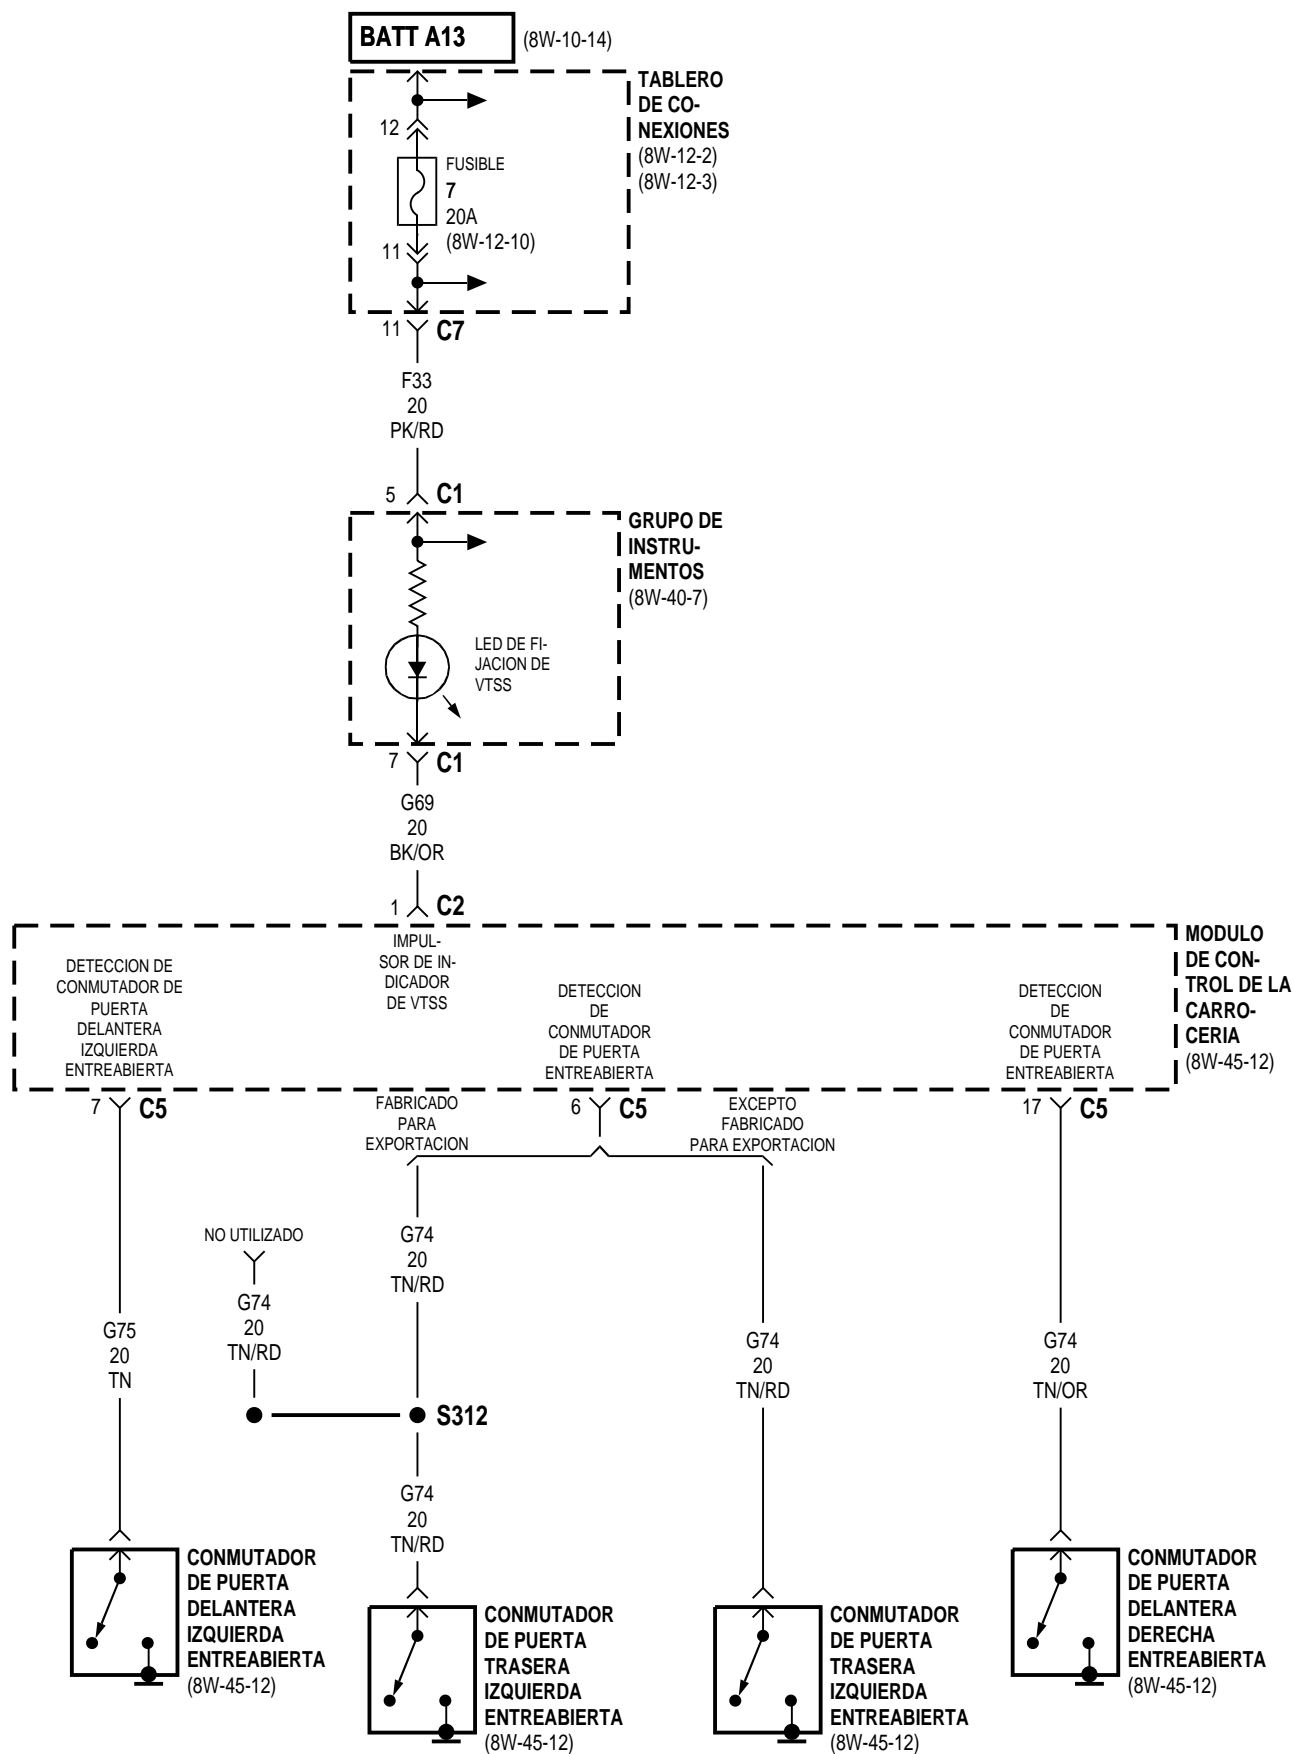 BATT A13
(8W-10-14)
TABLERO
DE CO-
NEXIONES
(8W-12-2)
(8W-12-3)
12
FUSIBLE
7
20A
(8W-12-10)
11
11
C7
F33
20
PK/RD
5
C1
GRUPO DE
INSTRU-
MENTOS
(8W-40-7)
LED DE FI-
JACION DE
VTSS
7
C1
G69
20
BK/OR
1
C2
MODULO
DE CON-
TROL DE LA
CARRO-
CERIA
(8W-45-12)
DETECCION DE
CONMUTADOR DE
PUERTA
DELANTERA
IZQUIERDA
ENTREABIERTA
IMPUL-
SOR DE IN-
DICADOR
DE VTSS
DETECCION
DE
CONMUTADOR
DE PUERTA
ENTREABIERTA
DETECCION
DE
CONMUTADOR
DE PUERTA
ENTREABIERTA
7
C5
FABRICADO
PARA
EXPORTACION
6
C5
EXCEPTO
FABRICADO
PARA EXPORTACION
17
C5
NO UTILIZADO
G74
20
TN/RD
G74
20
TN/RD
G75
20
TN
G74
20
TN/RD
G74
20
TN/OR
S312
G74
20
TN/RD
CONMUTADOR
DE PUERTA
DELANTERA
IZQUIERDA
ENTREABIERTA
(8W-45-12)
CONMUTADOR
DE PUERTA
TRASERA
IZQUIERDA
ENTREABIERTA
(8W-45-12)
CONMUTADOR
DE PUERTA
TRASERA
IZQUIERDA
ENTREABIERTA
(8W-45-12)
CONMUTADOR
DE PUERTA
DELANTERA
DERECHA
ENTREABIERTA
(8W-45-12)